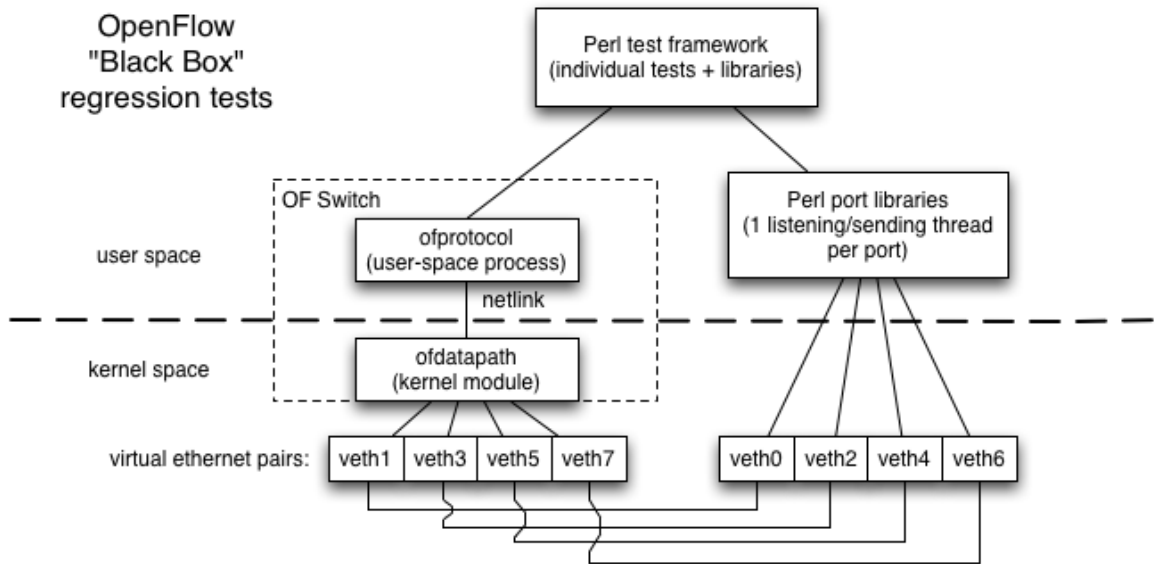 OpenFlow
"Black Box"
regression tests
Perl test framework
(individual tests + libraries)
OF Switch
Perl port libraries
(1 listening/sending thread
per port)
ofprotocol
(user-space process)
user space
netlink
kernel space
ofdatapath
(kernel module)
virtual ethernet pairs: veth1 veth3 veth5 veth7 veth0 veth2 veth4 veth6